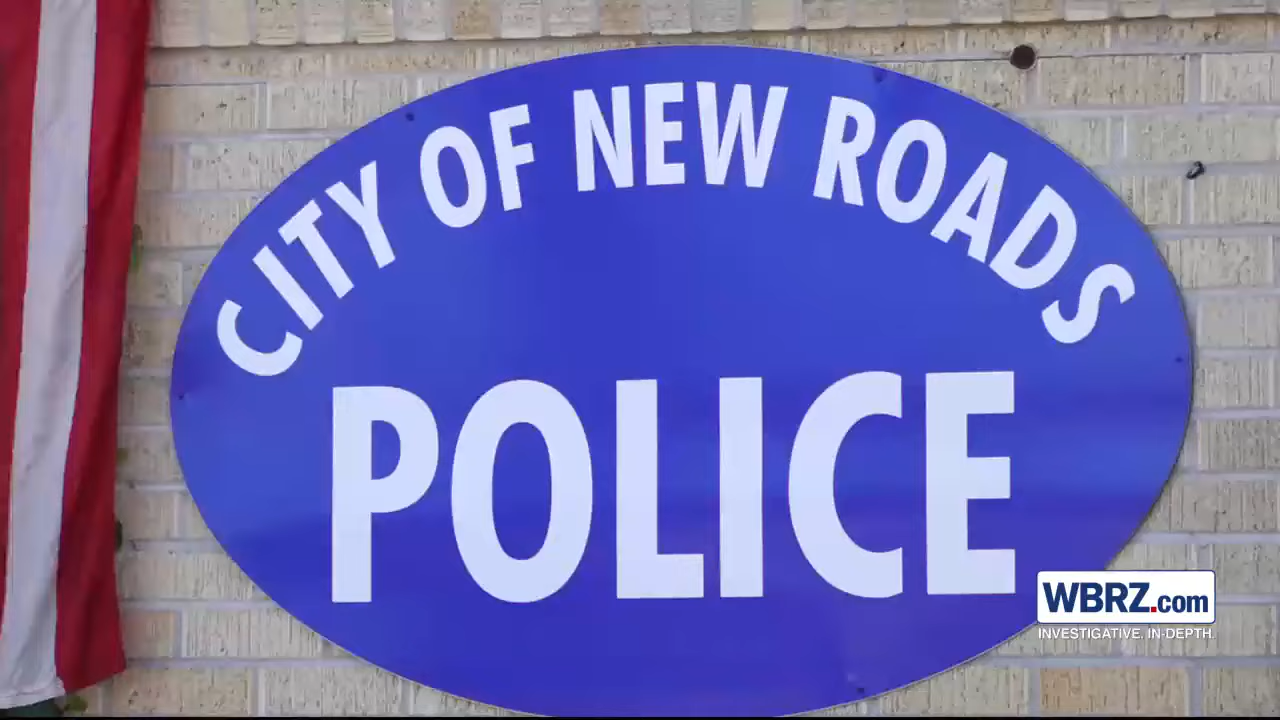 CITY OF NEW ROADS
POLICE
WBRZ.com
INVESTIGATIVE. IN-DEPTH.